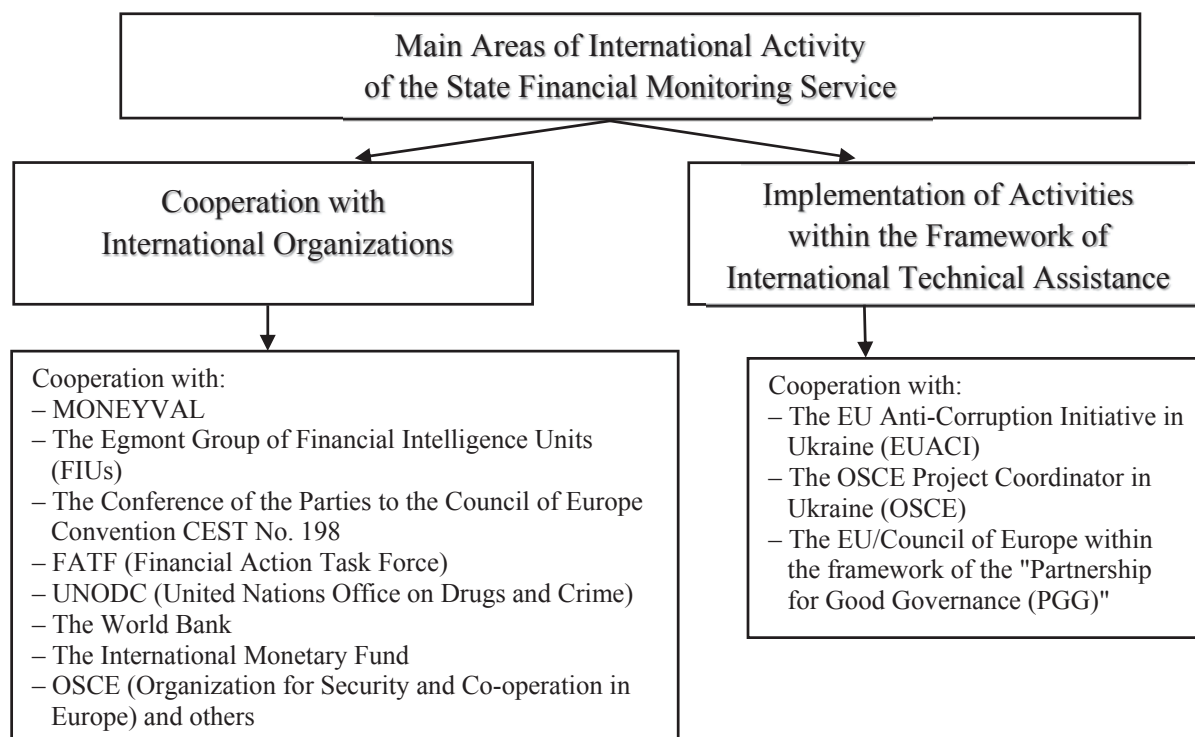 Main Areas of International Activity
of the State Financial Monitoring Service
Cooperation with
International Organizations
Implementation of Activities
within the Framework of
International Technical Assistance
Cooperation with:
– MONEYVAL
– The Egmont Group of Financial Intelligence Units
(FIUs)
– The Conference of the Parties to the Council of Europe
Convention CEST No. 198
– FATF (Financial Action Task Force)
– UNODC (United Nations Office on Drugs and Crime)
– The World Bank
– The International Monetary Fund
– OSCE (Organization for Security and Co-operation in
Europe) and others
Cooperation with:
– The EU Anti-Corruption Initiative in
Ukraine (EUACI)
– The OSCE Project Coordinator in
Ukraine (OSCE)
– The EU/Council of Europe within
the framework of the "Partnership
for Good Governance (PGG)"